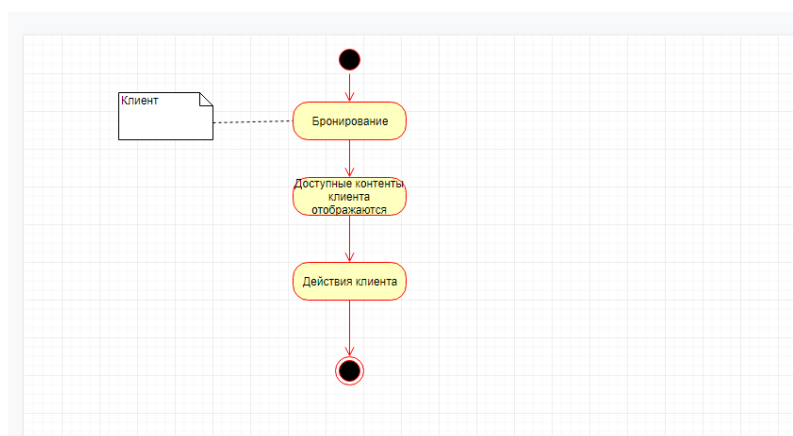 Клиент
Бронирование
Доступные контенты
клиента
отображаются
Действия клиента